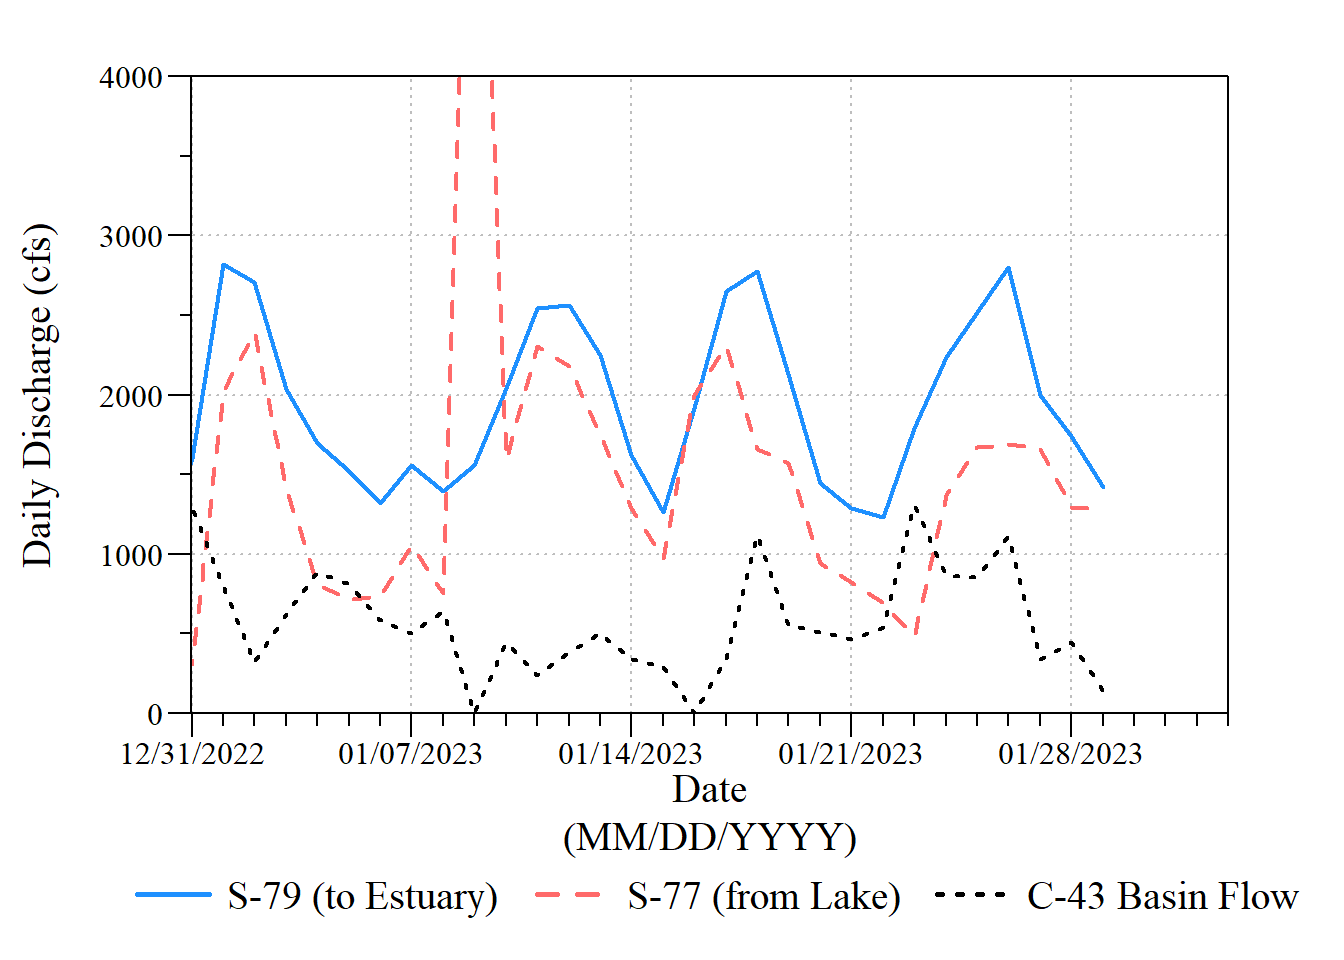 4000
3000
2000
1000
0
Daily Discharge (cfs)
12/31/2022 01/07/2023 01/14/2023 01/21/2023 01/28/2023
Date
(MM/DD/YYYY)
S-79 (to Estuary) S-77 (from Lake) C-43 Basin Flow